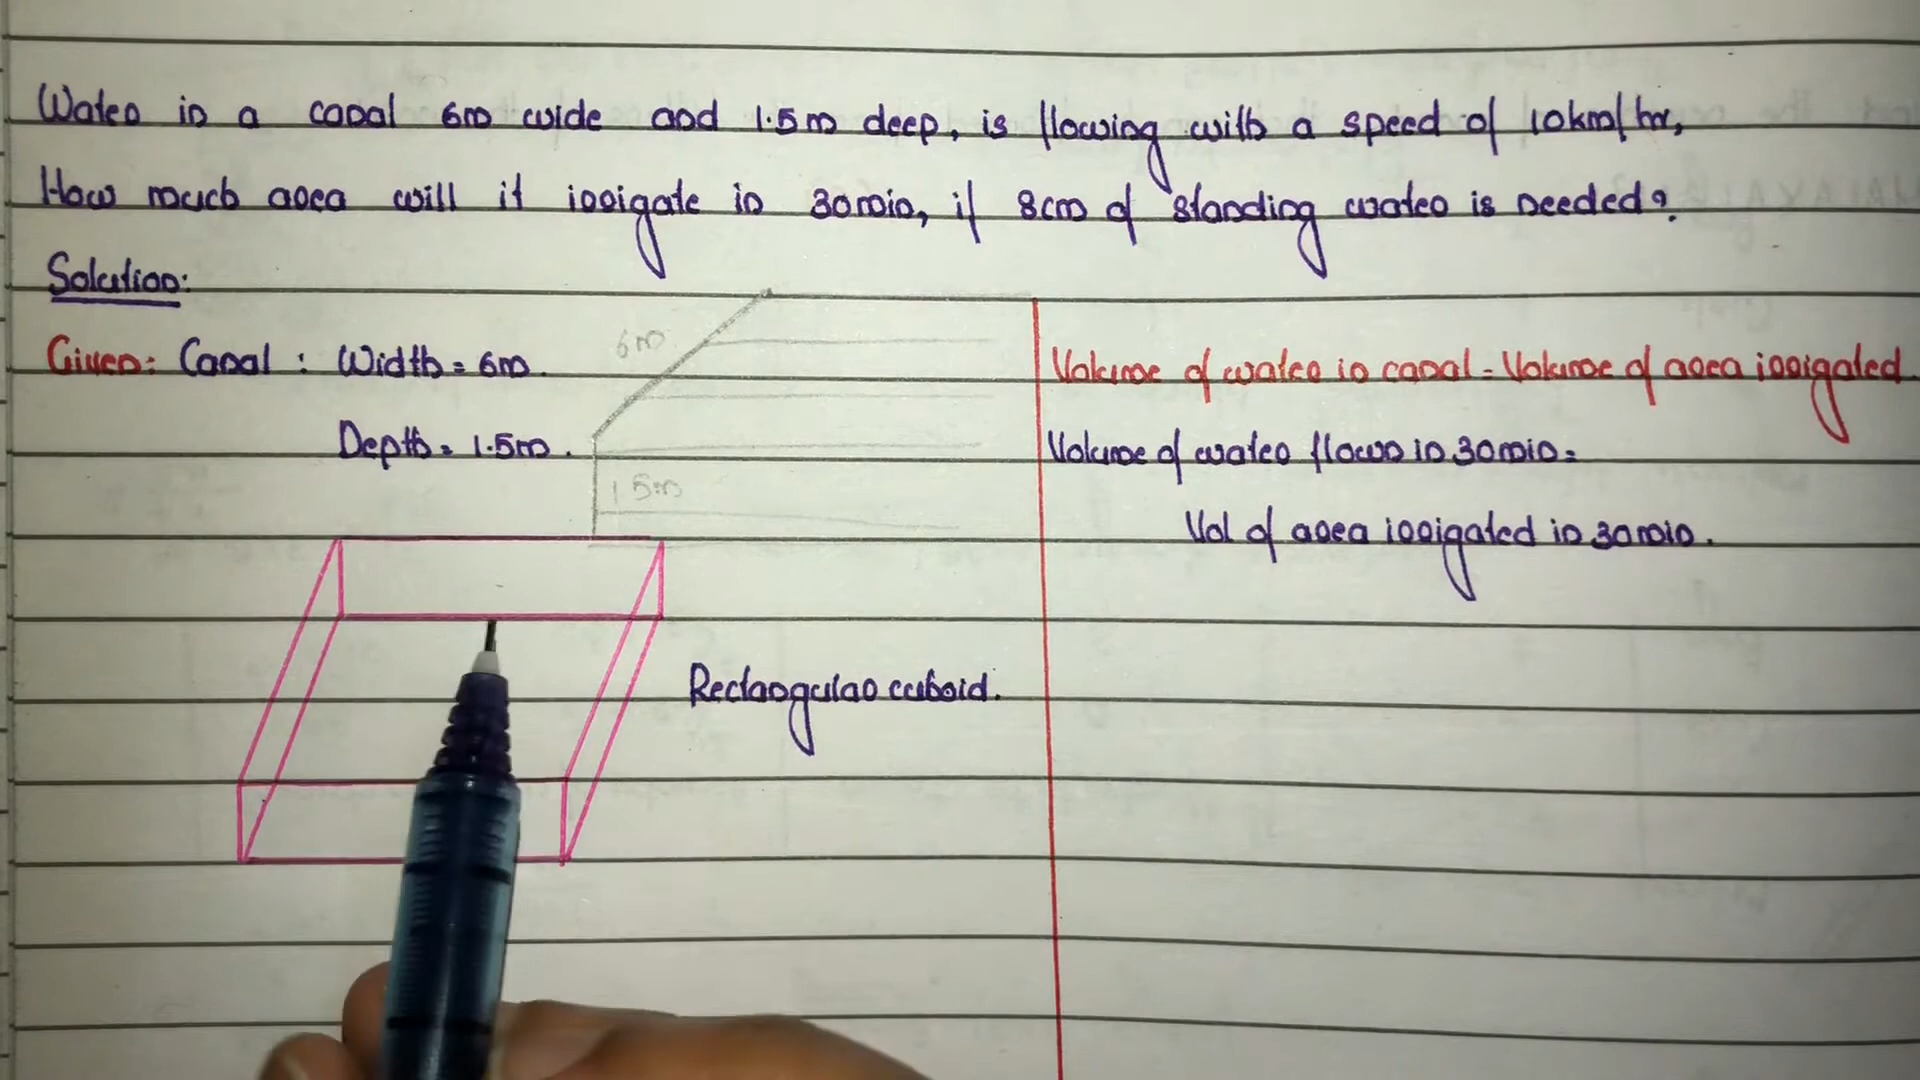 Water in a canal 6m wide and 1.5m deep, is flowing with a speed of 10km/hr,
How much area will it irrigate in 30min, if 8cm of standing water is needed?
Solution:
Given: Canal : Width = 6m.
Depth = 1.5m.
6m
1.5m
Rectangular cuboid.
Volume of water in canal = Volume of area irrigated.
Volume of water flows in 30min =
Vol of area irrigated in 30min.